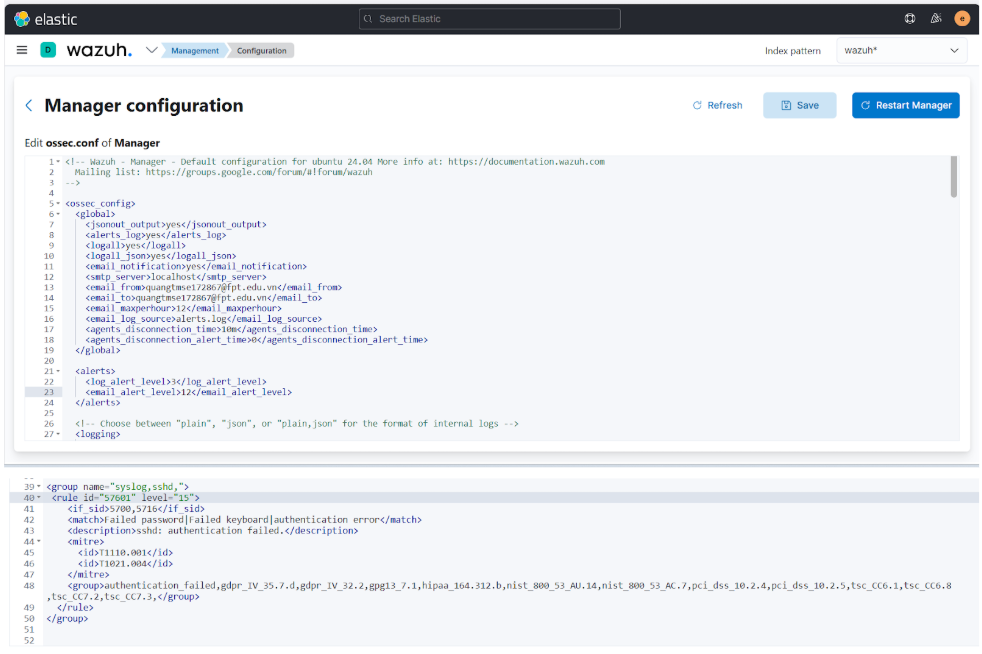 elastic
Search Elastic
e
D wazuh. Management Configuration
Index pattern wazuh*
Manager configuration
Refresh Save Restart Manager
Edit ossec.conf of Manager
1 <!-- Wazuh - Manager - Default configuration for ubuntu 24.04 More info at: https://documentation.wazuh.com
2 Mailing list: https://groups.google.com/forum/#!forum/wazuh
3 -->
4
5 <ossec_config>
6 <global>
7 <jsonout_output>yes</jsonout_output>
8 <alerts_log>yes</alerts_log>
9 <logall>yes</logall>
10 <logall_json>yes</logall_json>
11 <email_notification>yes</email_notification>
12 <smtp_server>localhost</smtp_server>
13 <email_from>quangtmse172867@fpt.edu.vn</email_from>
14 <email_to>quangtmse172867@fpt.edu.vn</email_to>
15 <email_maxperhour>12</email_maxperhour>
16 <email_log_source>alerts.log</email_log_source>
17 <agents_disconnection_time>10m</agents_disconnection_time>
18 <agents_disconnection_alert_time>0</agents_disconnection_alert_time>
19 </global>
20
21 <alerts>
22 <log_alert_level>3</log_alert_level>
23 <email_alert_level>12</email_alert_level>
24 </alerts>
25
26 <!-- Choose between "plain", "json", or "plain,json" for the format of internal logs -->
27 <logging>
39 <group name="syslog,sshd,">
40 <rule id="57601" level="15">
41 <if_sid>5700,5716</if_sid>
42 <match>Failed password|Failed keyboard|authentication error</match>
43 <description>sshd: authentication failed.</description>
44 <mitre>
45 <id>T1110.001</id>
46 <id>T1021.004</id>
47 </mitre>
48 <group>authentication_failed,gdpr_IV_35.7.d,gdpr_IV_32.2,gpg13_7.1,hipaa_164.312.b,nist_800_53_AU.14,nist_800_53_AC.7,pci_dss_10.2.4,pci_dss_10.2.5,tsc_CC6.1,tsc_CC6.8
,tsc_CC7.2,tsc_CC7.3,</group>
49 </rule>
50 </group>
51
52